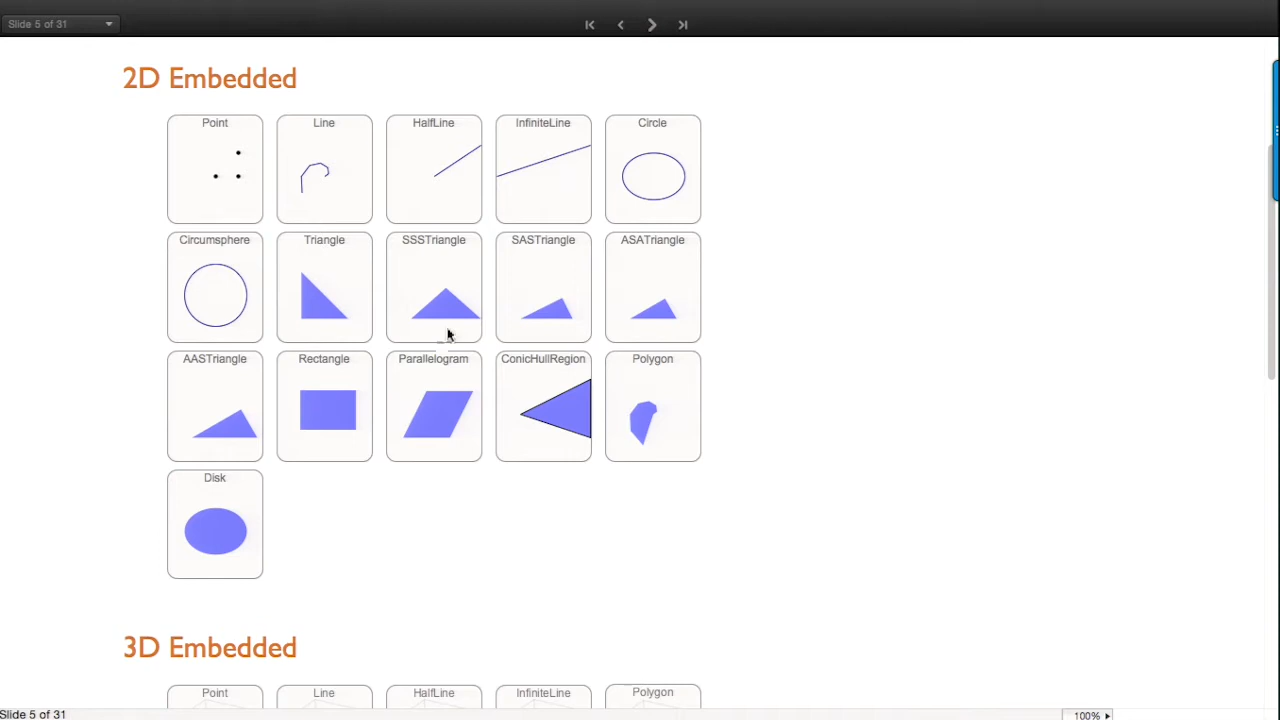 Slide 5 of 31
2D Embedded
Point Line HalfLine InfiniteLine Circle
Circumsphere Triangle SSSTriangle SASTriangle ASATriangle
AASTriangle Rectangle Parallelogram ConicHullRegion Polygon
Disk
3D Embedded
Point Line HalfLine InfiniteLine Polygon
Slide 5 of 31 100%